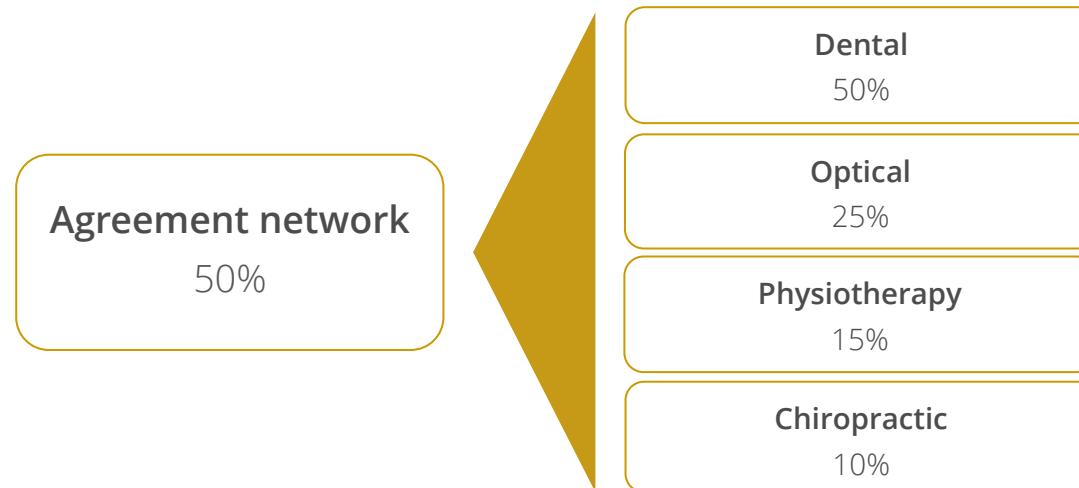 Agreement network
50%
Dental
50%
Optical
25%
Physiotherapy
15%
Chiropractic
10%